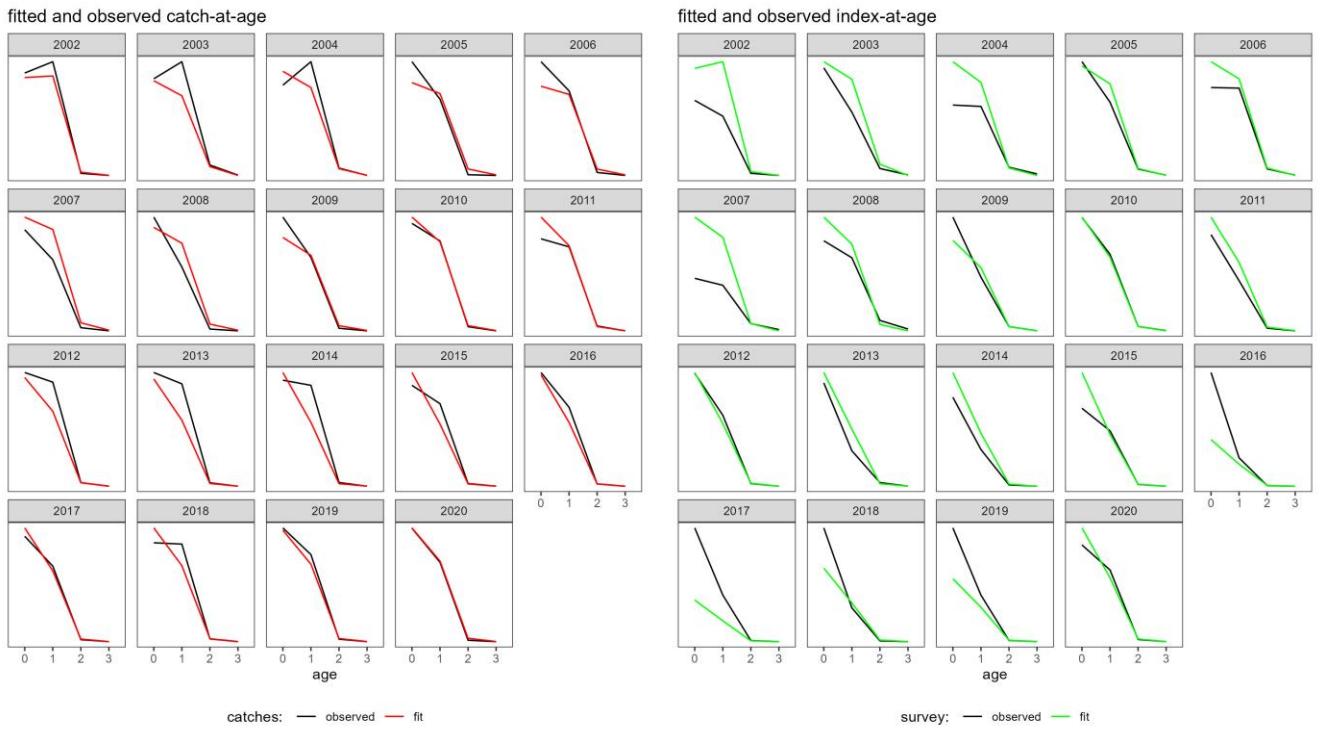 fitted and observed catch-at-age
2002 2003 2004 2005 2006
2007 2008 2009 2010 2011
2012 2013 2014 2015 2016
0 1 2 3
2017 2018 2019 2020
0 1 2 3 0 1 2 3 0 1 2 3 0 1 2 3
age
catches: observed fit
fitted and observed index-at-age
2002 2003 2004 2005 2006
2007 2008 2009 2010 2011
2012 2013 2014 2015 2016
0 1 2 3
2017 2018 2019 2020
0 1 2 3 0 1 2 3 0 1 2 3 0 1 2 3
age
survey: observed fit